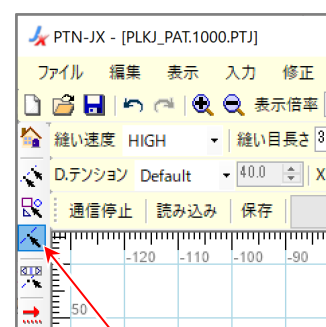 PTN-JX - [PLKJ_PAT.1000.PTJ]
ファイル 編集 表示 入力 修正
表示倍率
縫い速度 HIGH 縫い目長さ 3
D.テンション Default 40.0 X
通信停止 読み込み 保存
-120 -110 -100 -90
50